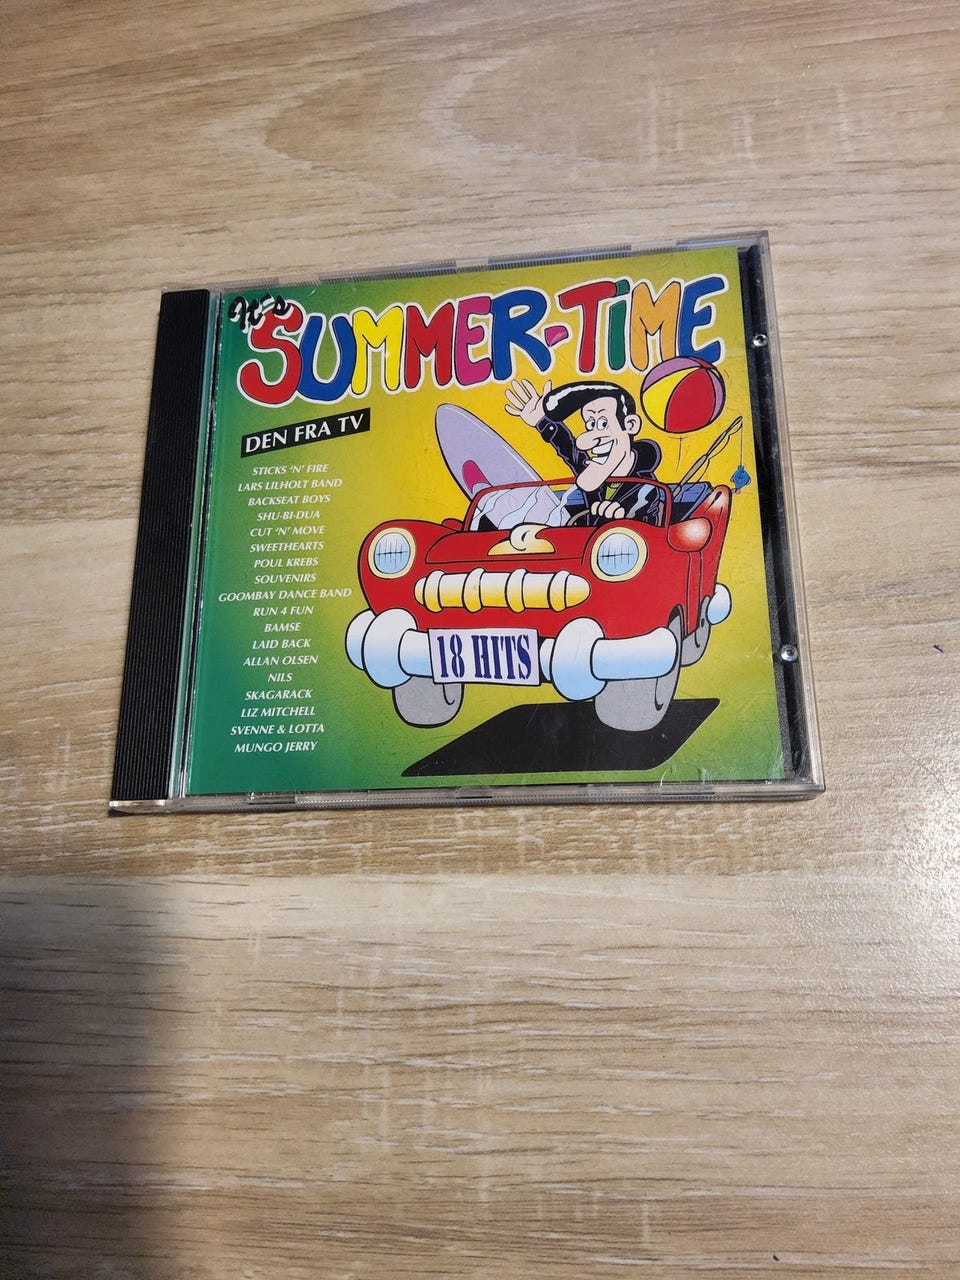 It's
SUMMER-TIME
DEN FRA TV
STICKS 'N' FIRE
LARS LILHOLT BAND
BACKSEAT BOYS
SHU·BI·DUA
CUT 'N' MOVE
SWEETHEARTS
POUL KREBS
SOUVENIRS
GOOMBAY DANCE BAND
RUN 4 FUN
BAMSE
LAID BACK
ALLAN OLSEN
NILS
SKAGARACK
LIZ MITCHELL
SVENNE & LOTTA
MUNGO JERRY
18 HITS